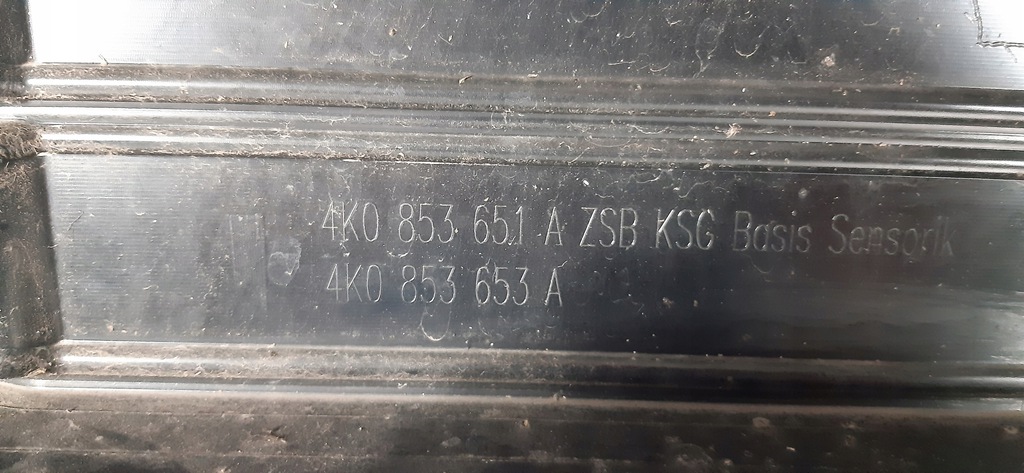 4K0 853 651 A ZSB KSG Basis Sensorik
4K0 853 653 A